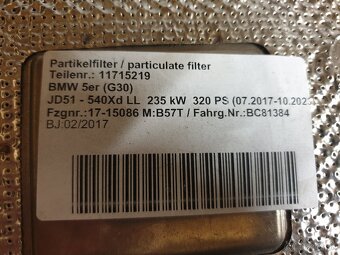 Partikelfilter / particulate filter
Teilenr.: 11715219
BMW 5er (G30)
JD51 - 540Xd LL  235 kW  320 PS (07.2017-10.202
Fzgnr.:17-15086 M:B57T / Fahrg.Nr.:BC81384
BJ:02/2017